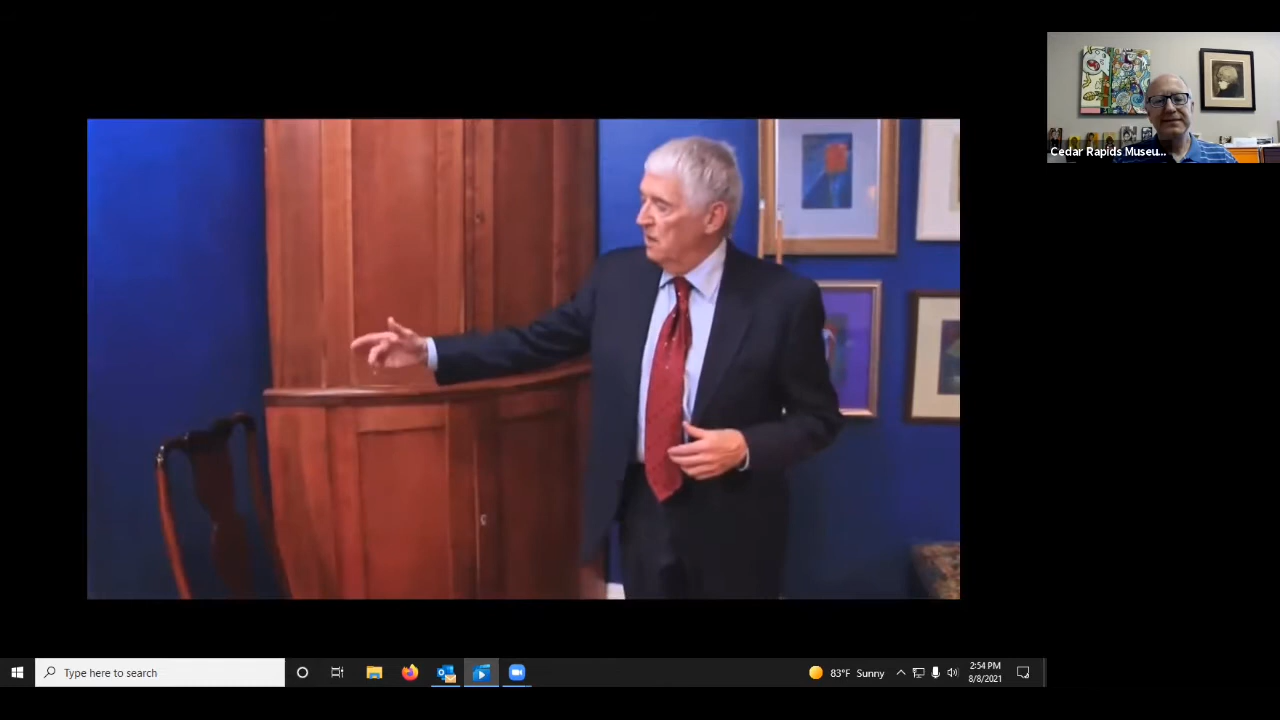 Cedar Rapids Museu...
Type here to search
83°F Sunny
2:54 PM
8/8/2021